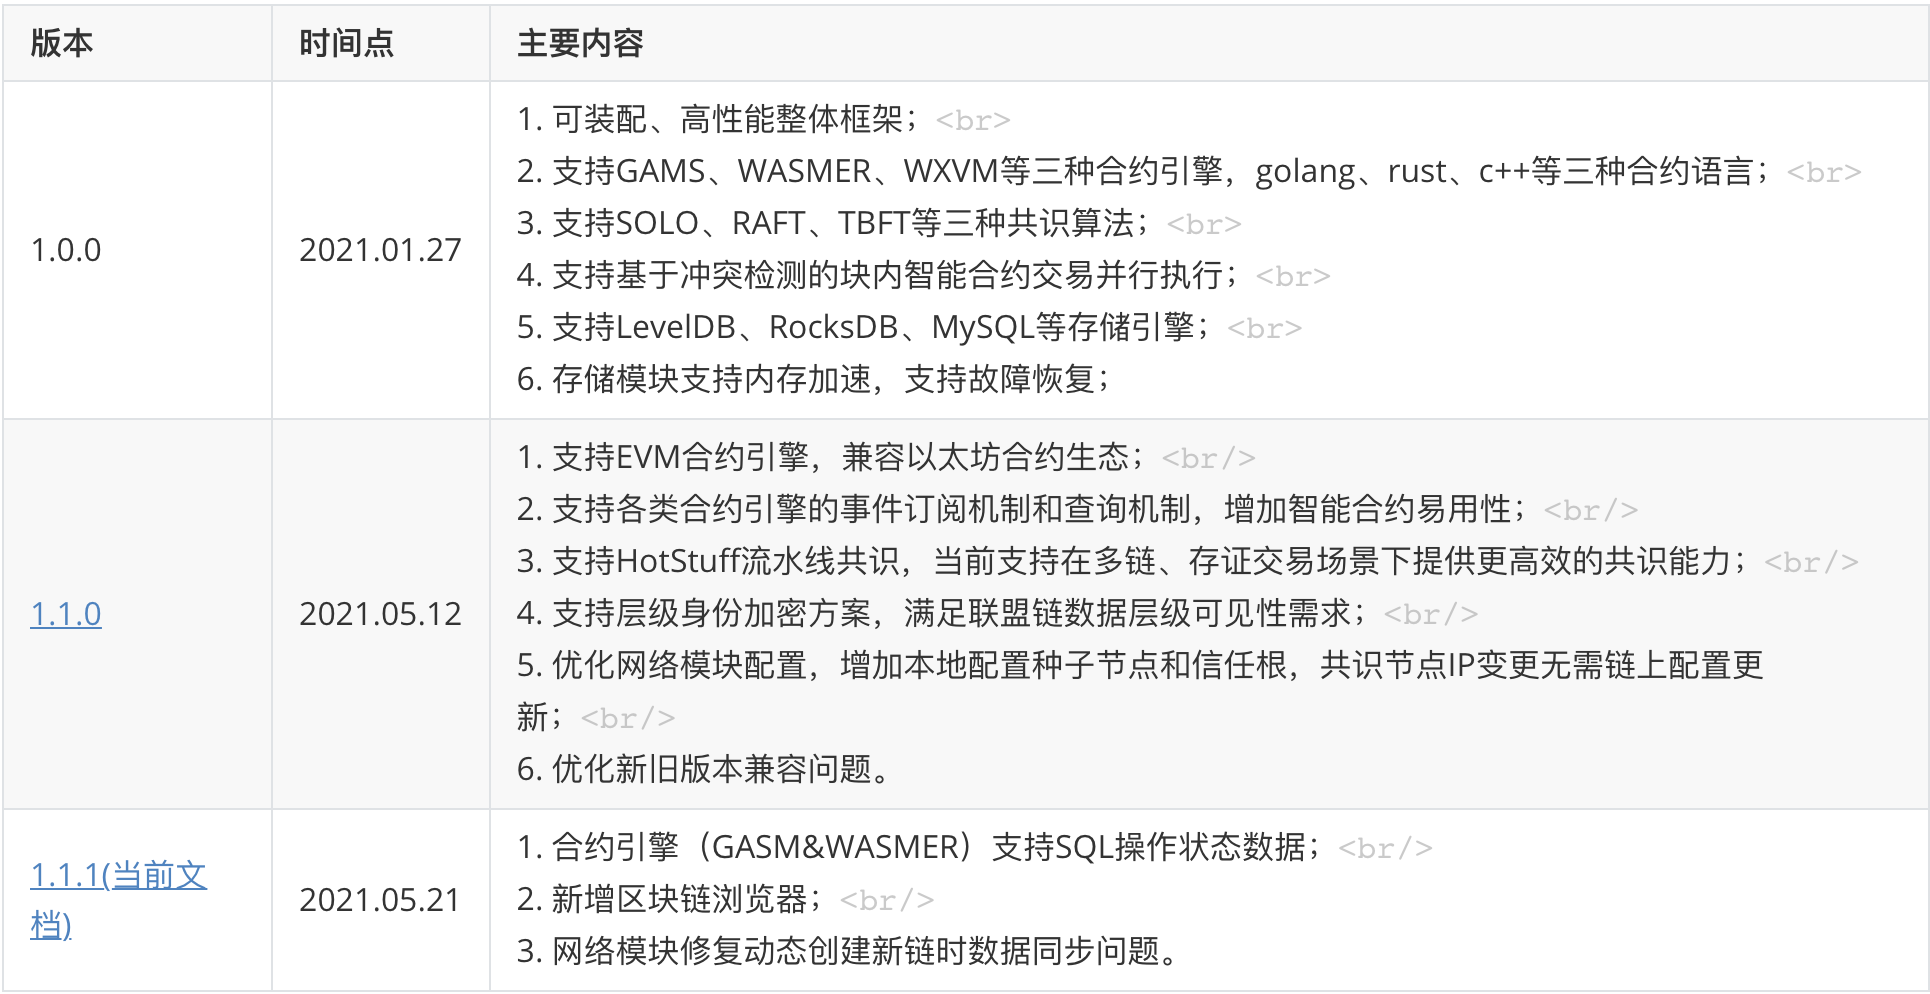 版本 时间点 主要内容
1. 可装配、高性能整体框架；<br>
2. 支持GAMS、WASMER、WXVM等三种合约引擎，golang、rust、c++等三种合约语言；<br>
3. 支持SOLO、RAFT、TBFT等三种共识算法；<br>
1.0.0 2021.01.27
4. 支持基于冲突检测的块内智能合约交易并行执行；<br>
5. 支持LevelDB、RocksDB、MySQL等存储引擎；<br>
6. 存储模块支持内存加速，支持故障恢复；
1. 支持EVM合约引擎，兼容以太坊合约生态；<br/>
2. 支持各类合约引擎的事件订阅机制和查询机制，增加智能合约易用性；<br/>
3. 支持HotStuff流水线共识，当前支持在多链、存证交易场景下提供更高效的共识能力；<br/>
1.1.0 2021.05.12 4. 支持层级身份加密方案，满足联盟链数据层级可见性需求；<br/>
5. 优化网络模块配置，增加本地配置种子节点和信任根，共识节点IP变更无需链上配置更
新；<br/>
6. 优化新旧版本兼容问题。
1. 合约引擎（GASM&WASMER）支持SQL操作状态数据；<br/>
1.1.1(当前文
档)
2021.05.21 2. 新增区块链浏览器；<br/>
3. 网络模块修复动态创建新链时数据同步问题。